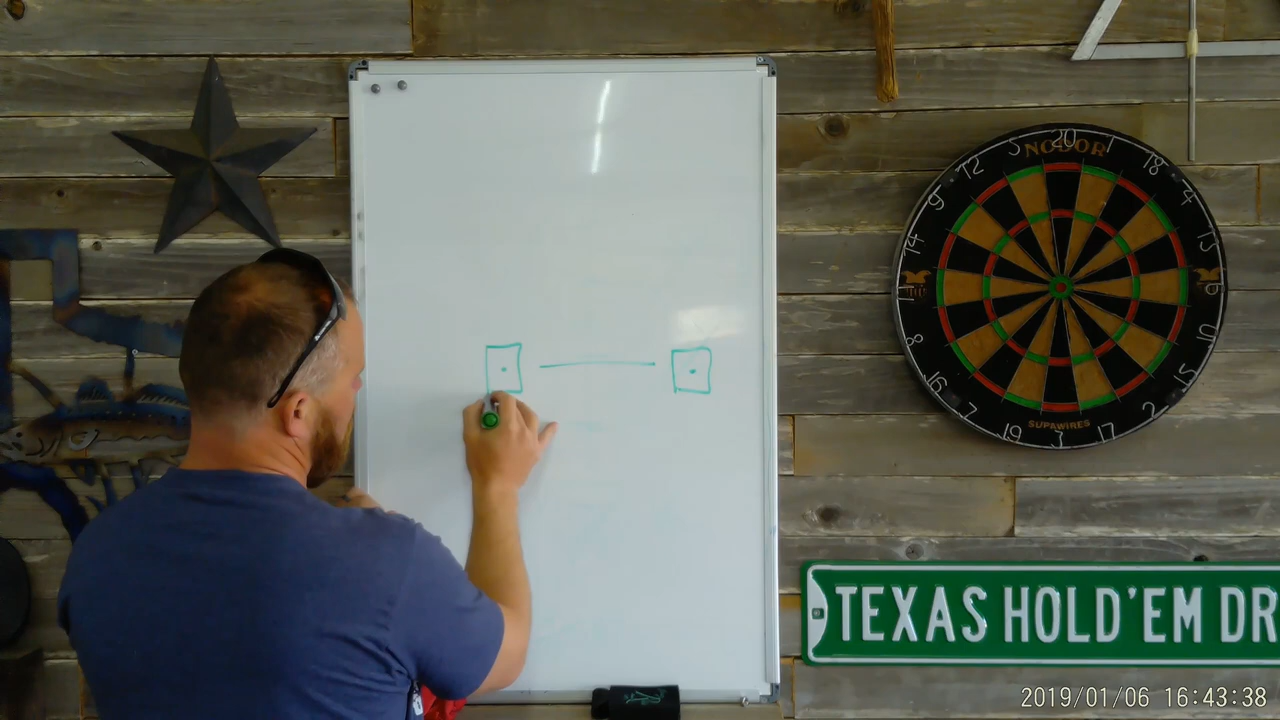 NODOR
20 1 18 4 13 6 10 15 2 17 3 19 7 16 8 11 14 9 12 5
SUPAWIRES
TEXAS HOLD'EM DR
2019/01/06 16:43:38